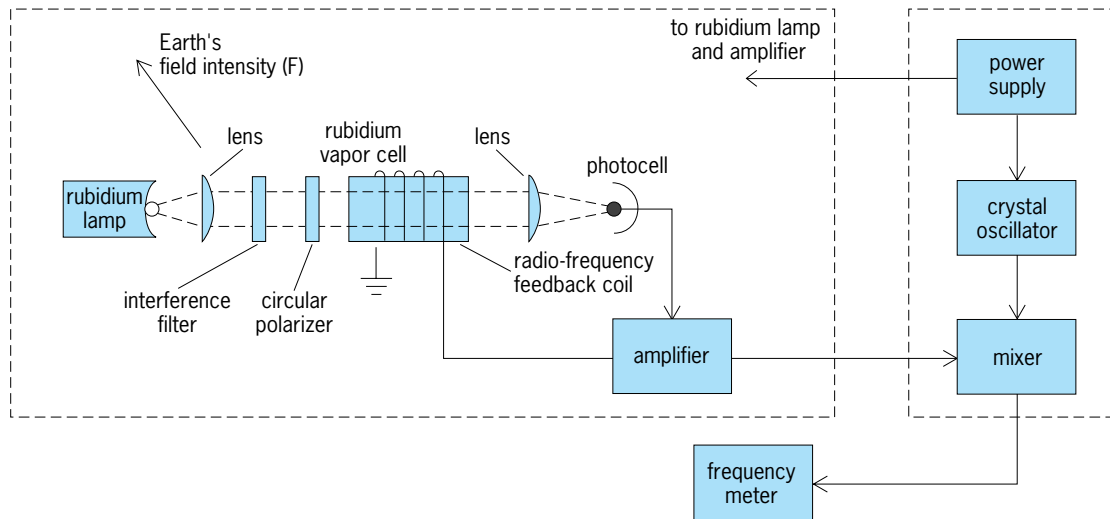 Earth's
field intensity (F)
to rubidium lamp
and amplifier
power
supply
lens
rubidium
vapor cell
lens
photocell
rubidium
lamp
crystal
oscillator
interference
filter
circular
polarizer
radio-frequency
feedback coil
amplifier
mixer
frequency
meter